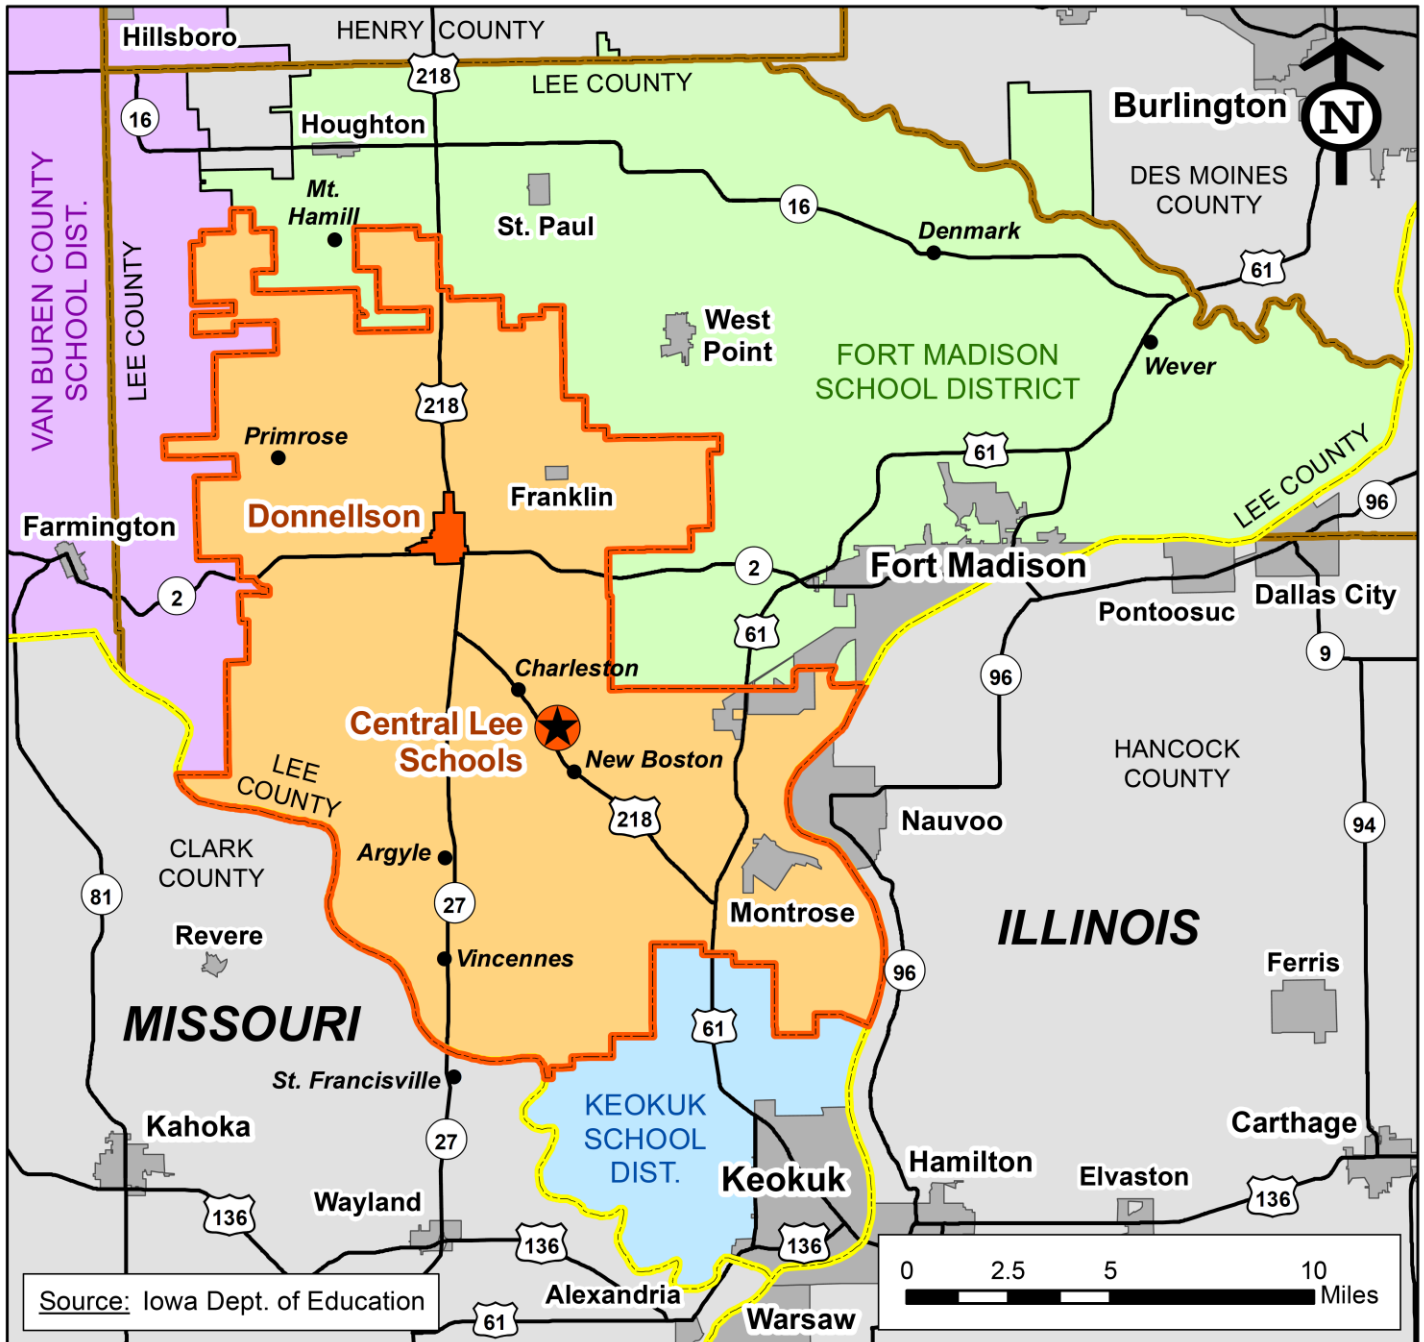 Hillsboro
HENRY COUNTY
218
LEE COUNTY
16
Houghton
Burlington
N
Mt.
Hamill
St. Paul
16
Denmark
DES MOINES
COUNTY
61
VAN BUREN COUNTY
SCHOOL DIST.
LEE COUNTY
West
Point
FORT MADISON
SCHOOL DISTRICT
Wever
218
Primrose
Franklin
61
LEE COUNTY
96
Donnellson
Farmington
2
2
Fort Madison
Pontoosuc
Dallas City
61
9
96
Charleston
Central Lee
Schools
New Boston
LEE
COUNTY
218
HANCOCK
COUNTY
Nauvoo
94
CLARK
COUNTY
Argyle
81
27
Montrose
ILLINOIS
Revere
Vincennes
96
Ferris
MISSOURI
61
St. Francisville
KEOKUK
SCHOOL
DIST.
Kahoka
27
Carthage
Keokuk
Hamilton
Elvaston
136
Wayland
136
136
136
Alexandria
61
Warsaw
Source: Iowa Dept. of Education
0 2.5 5 10
Miles